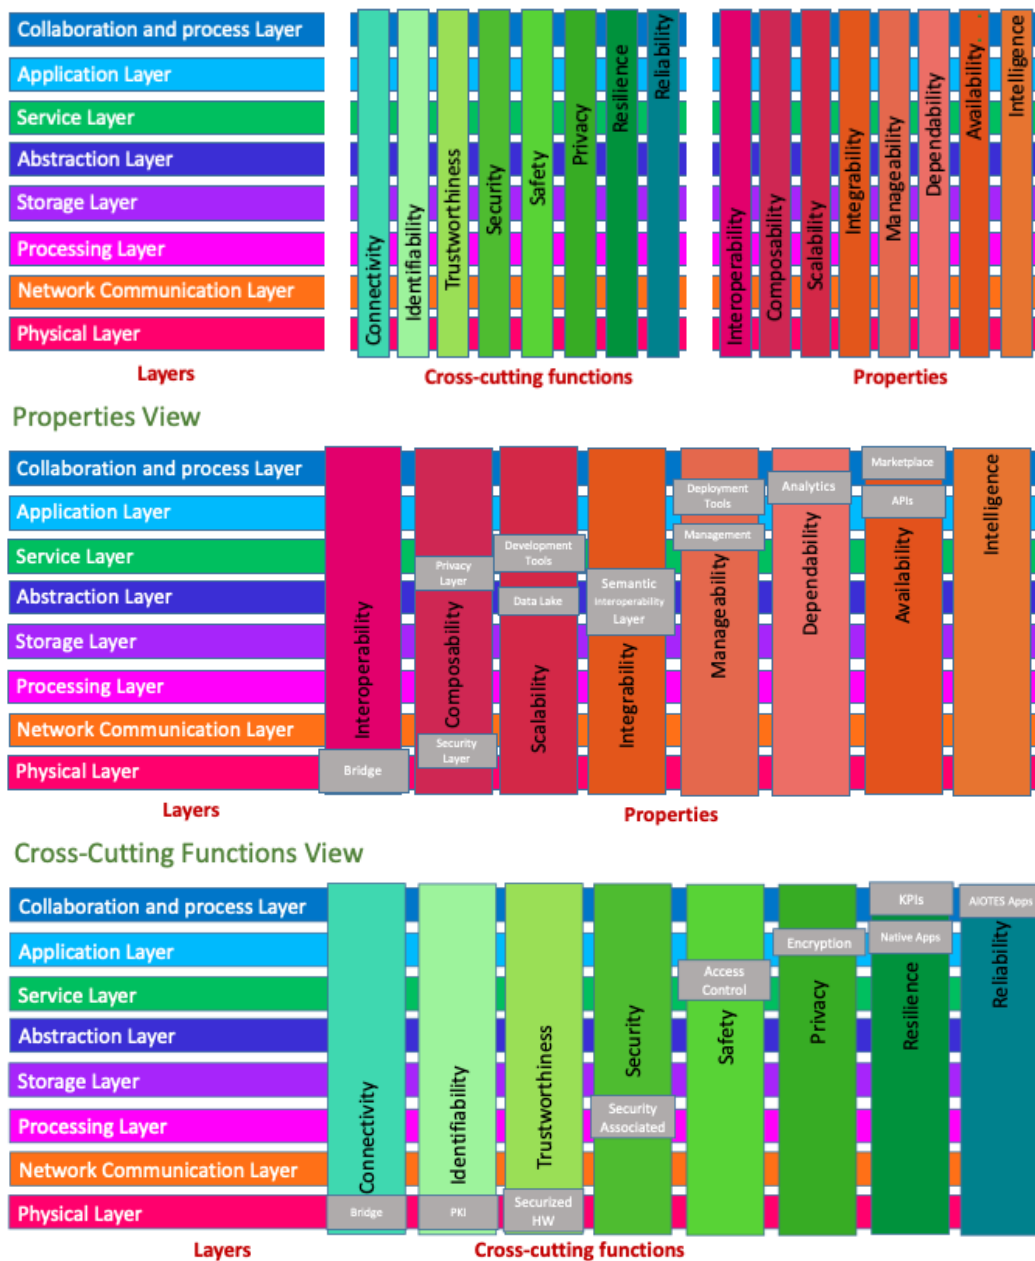 Collaboration and process Layer
Application Layer
Service Layer
Abstraction Layer
Storage Layer
Processing Layer
Network Communication Layer
Physical Layer
Layers
Connectivity
Identifiability
Trustworthiness
Security
Safety
Privacy
Resilience
Reliability
Cross-cutting functions
Interoperability
Composability
Scalability
Integrability
Manageability
Dependability
Availability
Intelligence
Properties
Properties View
Collaboration and process Layer
Application Layer
Service Layer
Abstraction Layer
Storage Layer
Processing Layer
Network Communication Layer
Physical Layer
Layers
Interoperability
Bridge
Composability
Privacy
Layer
Security
Layer
Scalability
Development
Tools
Data Lake
Integrability
Semantic
Interoperability
Layer
Manageability
Deployment
Tools
Management
Dependability
Analytics
Availability
Marketplace
APIs
Intelligence
Properties
Cross-Cutting Functions View
Collaboration and process Layer
Application Layer
Service Layer
Abstraction Layer
Storage Layer
Processing Layer
Network Communication Layer
Physical Layer
Layers
Connectivity
Bridge
Identifiability
PKI
Trustworthiness
Securized
HW
Security
Security
Associated
Safety
Access
Control
Privacy
Encryption
Resilience
KPIs
Native Apps
Reliability
AIOTES Apps
Cross-cutting functions